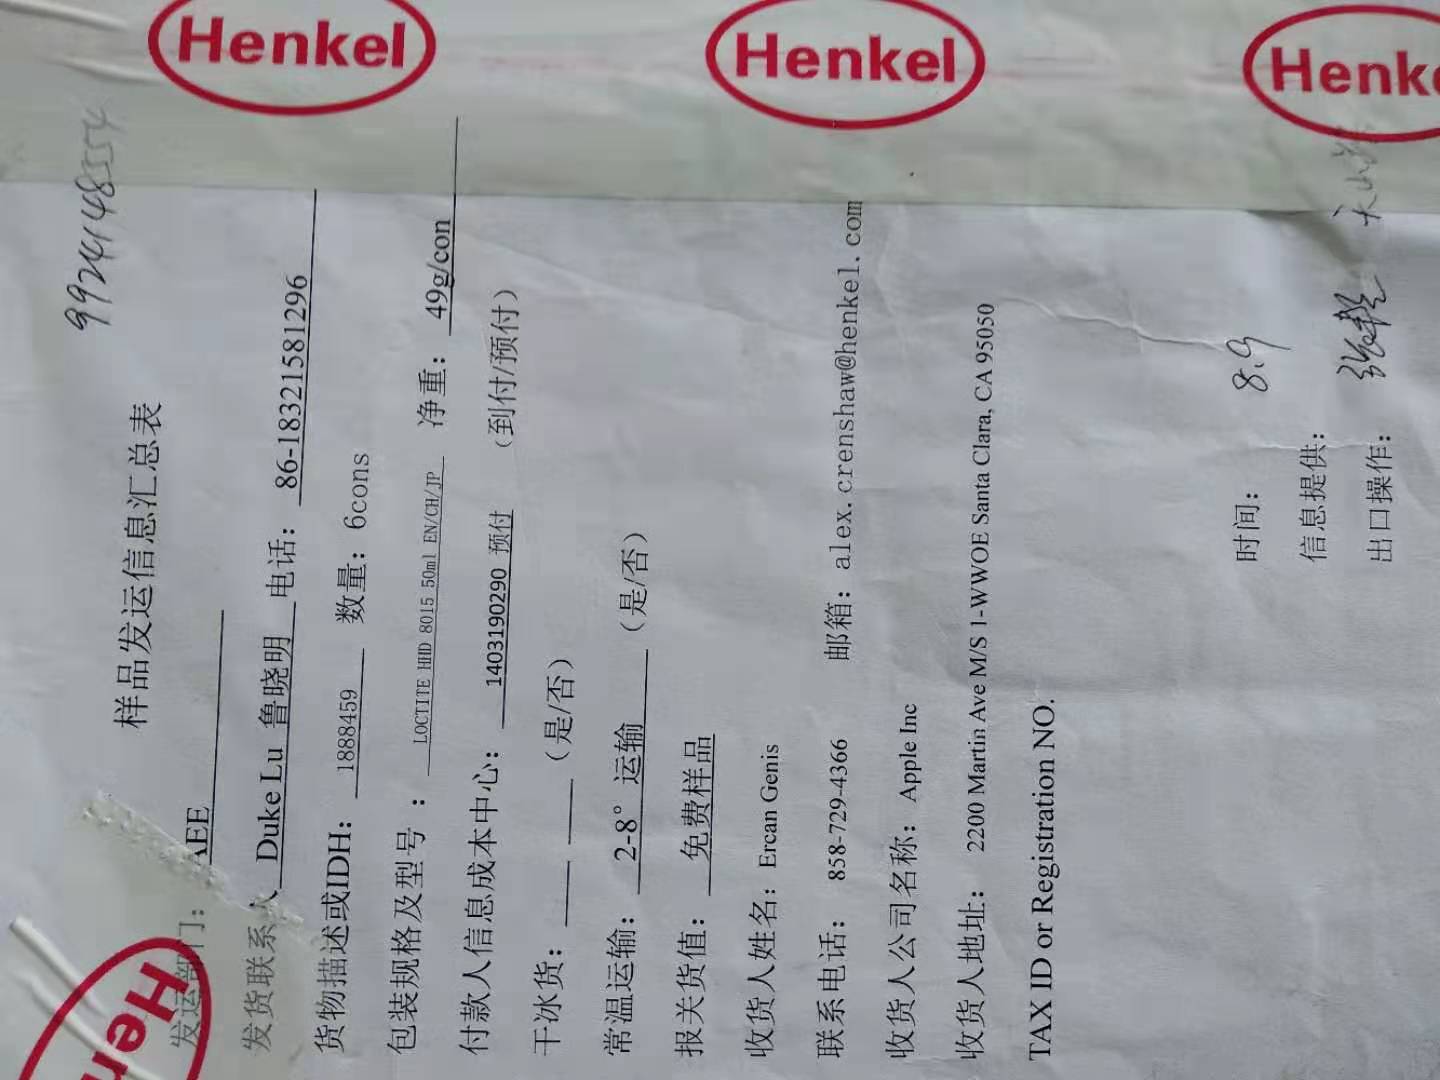 Henkel
Henkel
Henke
Hen
9924148554
样品发运信息汇总表
发运部门: AEE
发货联系人 Duke Lu 鲁晓明 电话: 86-18321581296
货物描述或IDH: 1888459 数量: 6cons
包装规格及型号: LOCTITE HHD 8015 50ml EN/CH/JP 净重: 49g/con
付款人信息成本中心: 1403190290 预付 (到付/预付)
干冰货: (是/否)
常温运输: 2-8° 运输 (是/否)
报关货值: 免费样品
收货人姓名: Ercan Genis
联系电话: 858-729-4366 邮箱: alex.crenshaw@henkel.com
收货人公司名称: Apple Inc
收货人地址: 2200 Martin Ave M/S 1-WWOE Santa Clara, CA 95050
TAX ID or Registration NO.
时间: 8.9
信息提供:
出口操作: